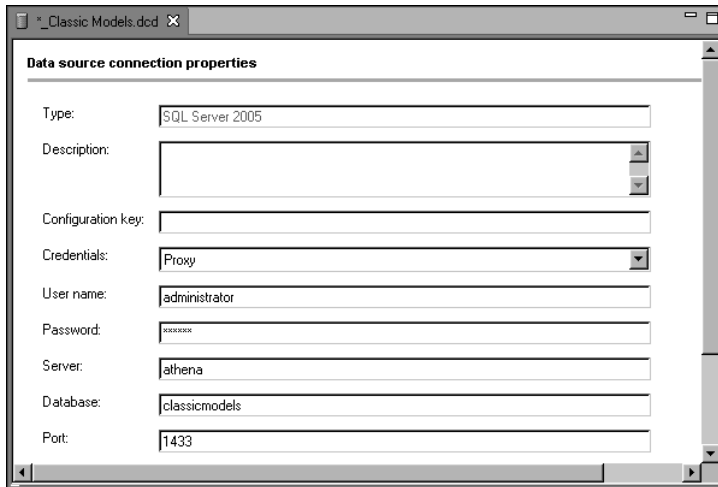 *_Classic Models.dcd
Data source connection properties
Type: SQL Server 2005
Description:
Configuration key:
Credentials: Proxy
User name: administrator
Password: ******
Server: athena
Database: classicmodels
Port: 1433